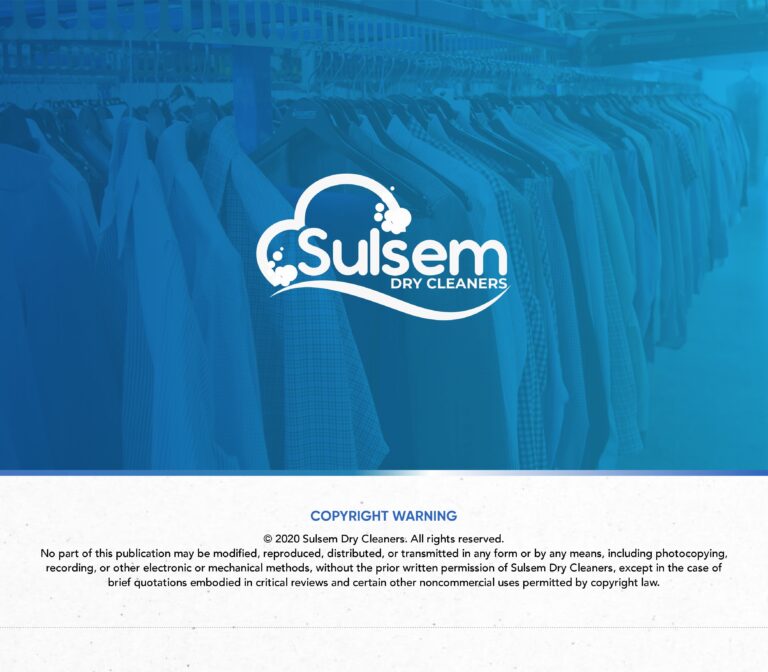 Sulsem
DRY CLEANERS
COPYRIGHT WARNING
© 2020 Sulsem Dry Cleaners. All rights reserved.
No part of this publication may be modified, reproduced, distributed, or transmitted in any form or by any means, including photocopying,
recording, or other electronic or mechanical methods, without the prior written permission of Sulsem Dry Cleaners, except in the case of
brief quotations embodied in critical reviews and certain other noncommercial uses permitted by copyright law.